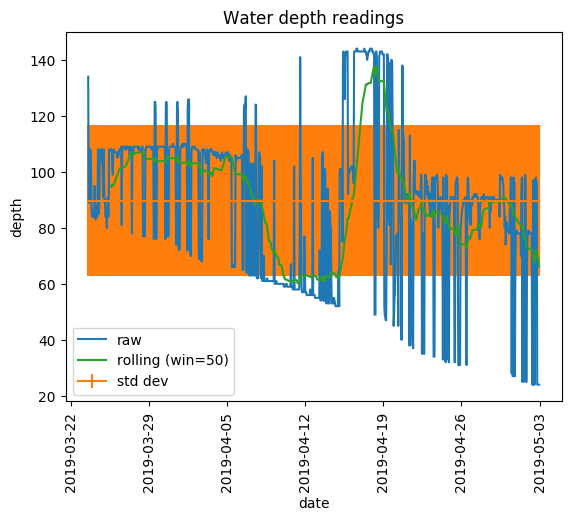 Water depth readings
depth
140
120
100
80
60
40
20
raw
rolling (win=50)
std dev
2019-03-22
2019-03-29
2019-04-05
2019-04-12
2019-04-19
2019-04-26
2019-05-03
date